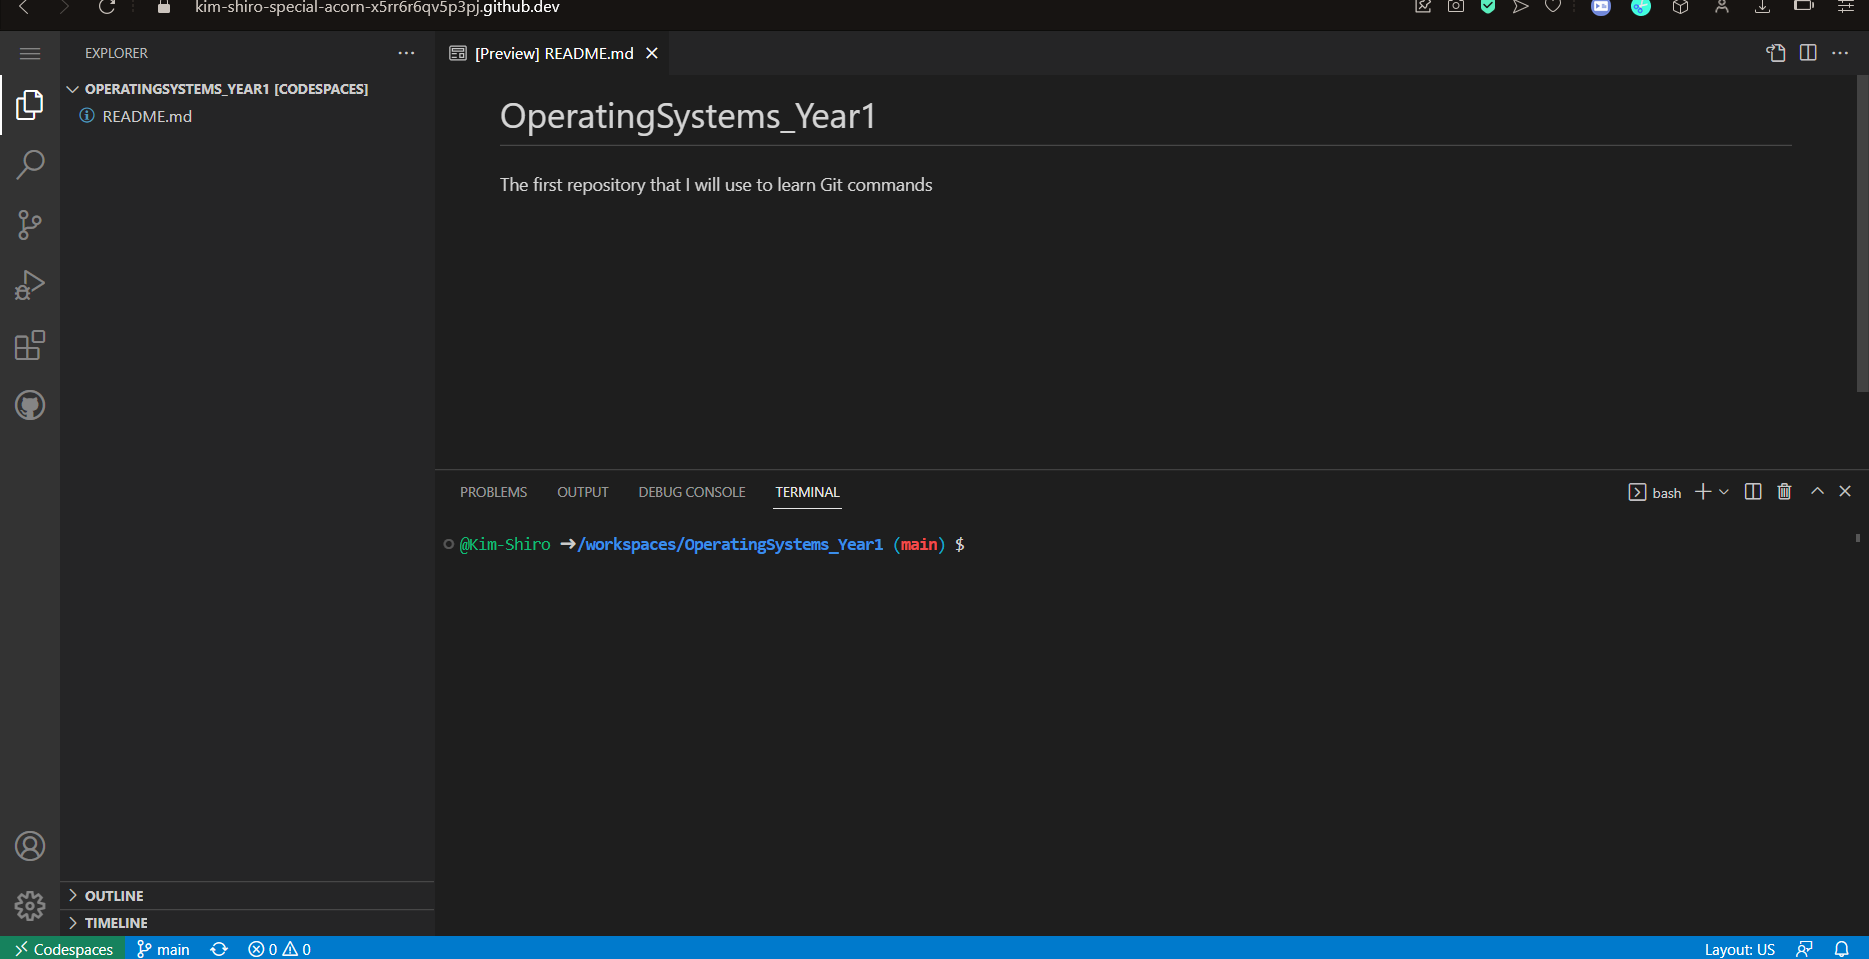 kim-shiro-special-acorn-x5rr6r6qv5p3pj.github.dev
EXPLORER
[Preview] README.md
OPERATINGSYSTEMS_YEAR1 [CODESPACES]
README.md
OperatingSystems_Year1
The first repository that I will use to learn Git commands
PROBLEMS OUTPUT DEBUG CONSOLE TERMINAL
bash
@Kim-Shiro ➜/workspaces/OperatingSystems_Year1 (main) $
OUTLINE
TIMELINE
Codespaces main 0 0 Layout: US